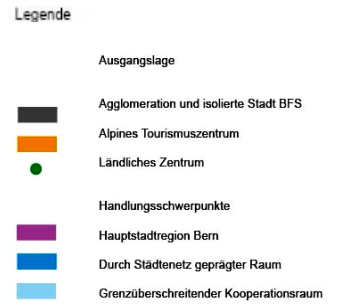 Legende
Ausgangslage
Agglomeration und isolierte Stadt BFS
Alpines Tourismuszentrum
Ländliches Zentrum
Handlungsschwerpunkte
Hauptstadtregion Bern
Durch Städtenetz geprägter Raum
Grenzüberschreitender Kooperationsraum